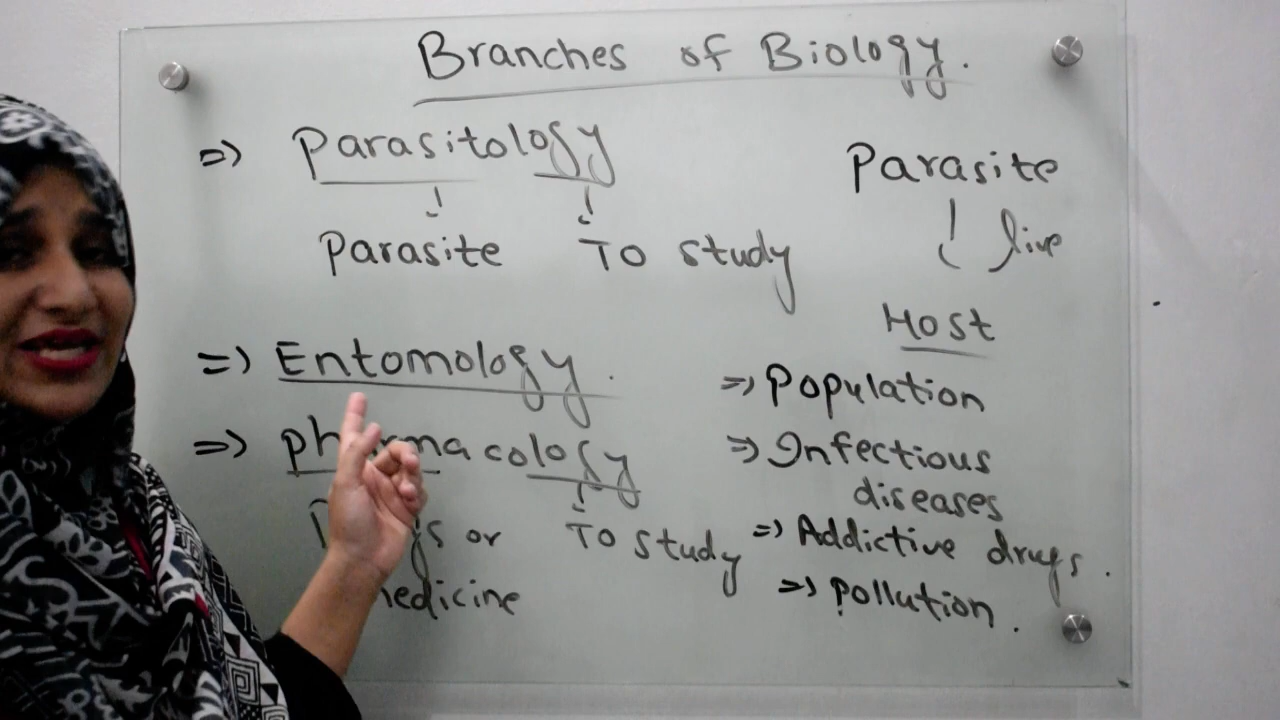 Branches of Biology.
=> Parasitology
Parasite To study
Parasite
live
Host
=> Entomology.
=> pharmacology
or To study
medicine
=> Population
=> Infectious
diseases
=> Addictive drugs.
=> pollution.